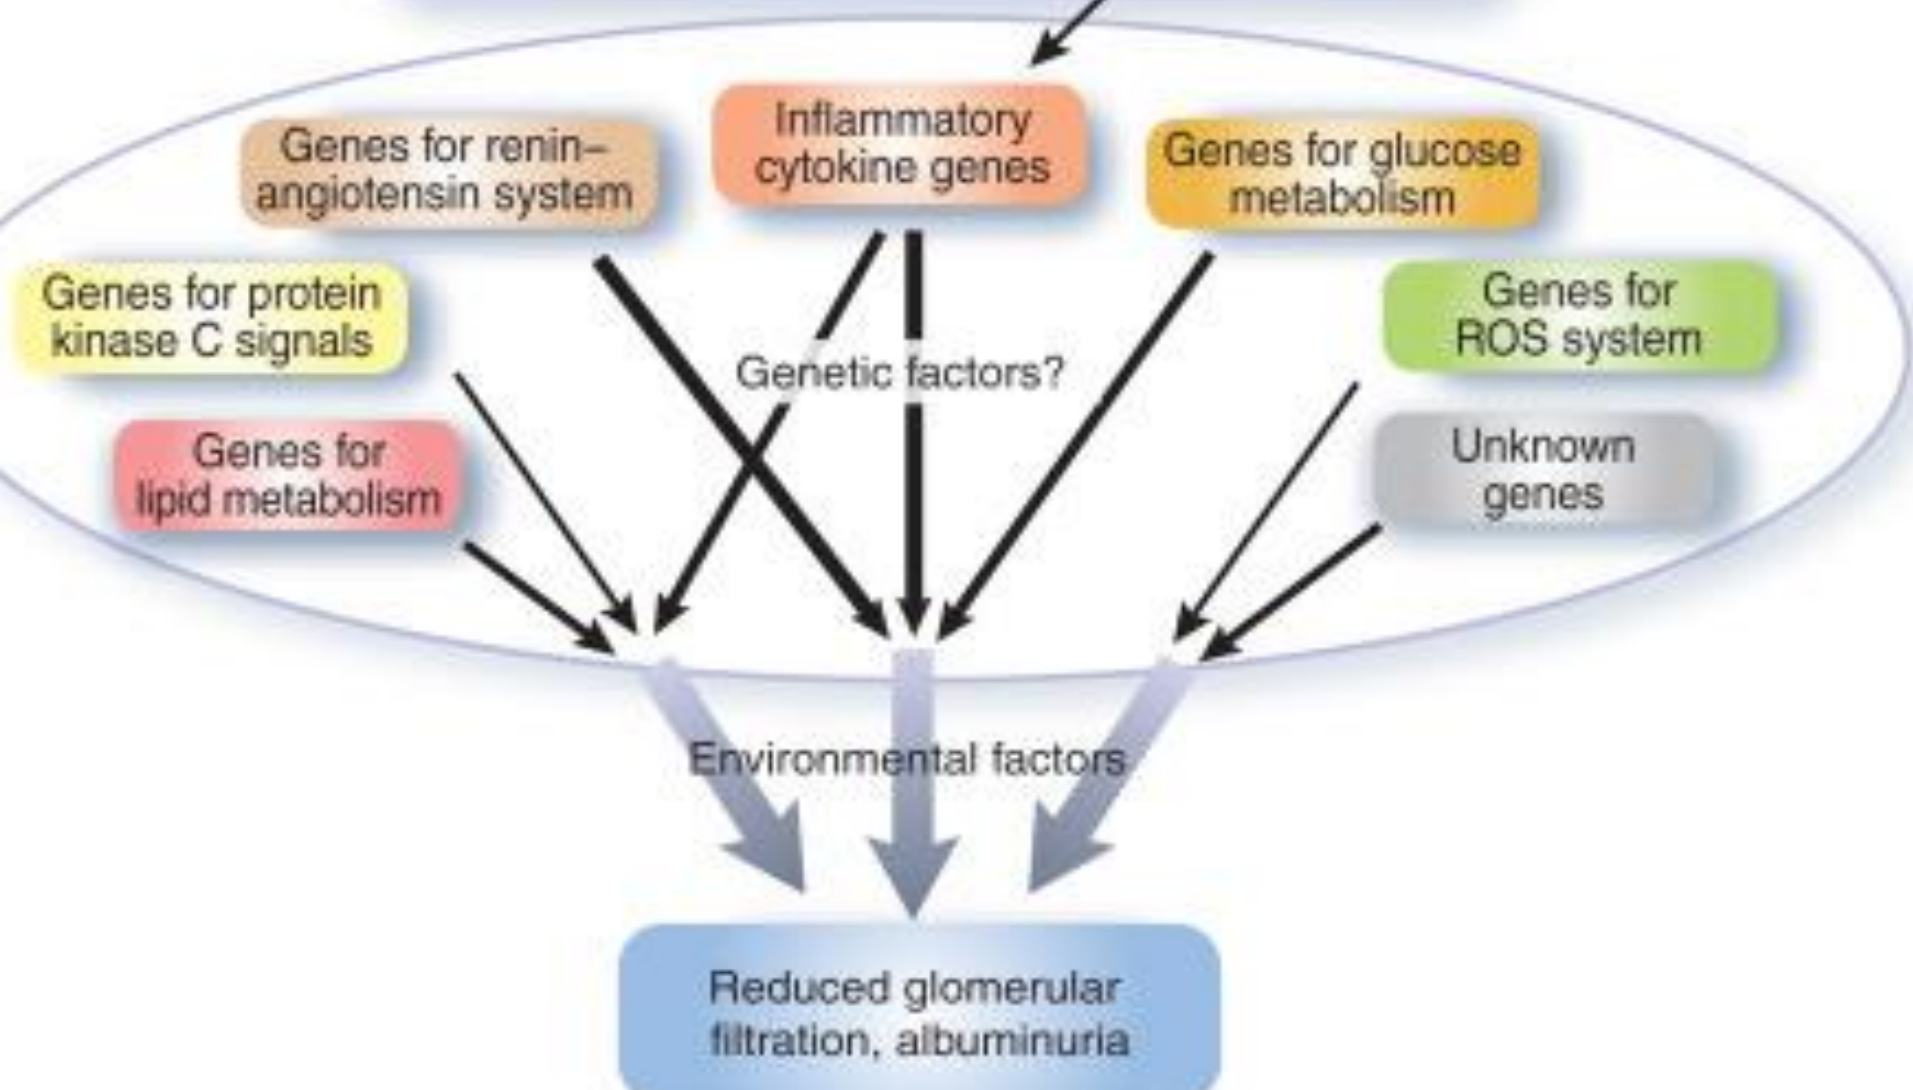 Inflammatory
cytokine genes
Genes for renin–
angiotensin system
Genes for glucose
metabolism
Genes for protein
kinase C signals
Genes for
ROS system
Genetic factors?
Genes for
lipid metabolism
Unknown
genes
Environmental factors
Reduced glomerular
filtration, albuminuria